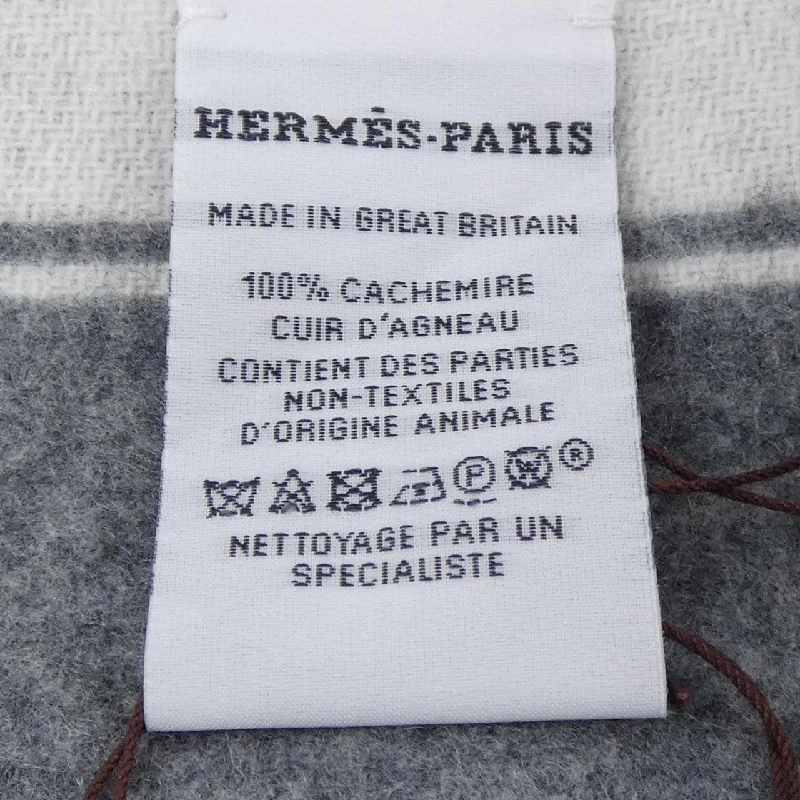 HERMÈS-PARIS
MADE IN GREAT BRITAIN
100% CACHEMIRE
CUIR D'AGNEAU
CONTIENT DES PARTIES
NON-TEXTILES
D'ORIGINE ANIMALE
P W ®
NETTOYAGE PAR UN
SPECIALISTE